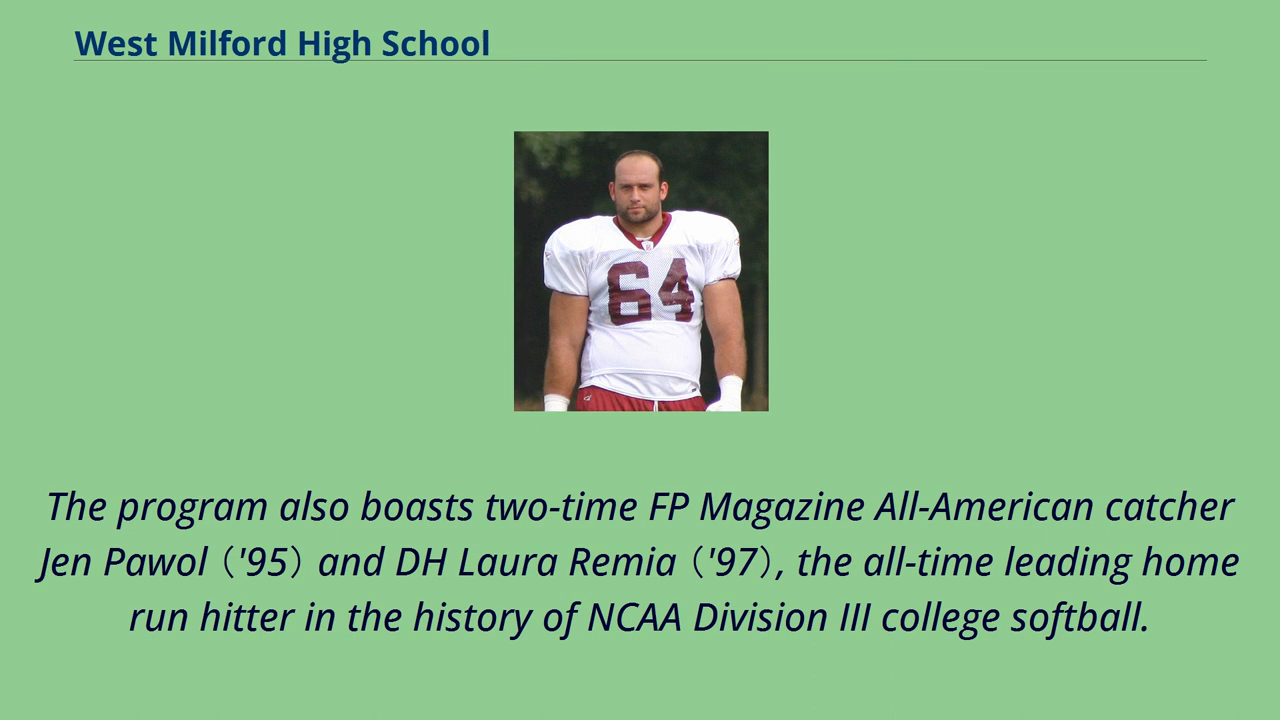 West Milford High School
64
The program also boasts two-time FP Magazine All-American catcher
Jen Pawol（'95）and DH Laura Remia（'97）, the all-time leading home
run hitter in the history of NCAA Division III college softball.